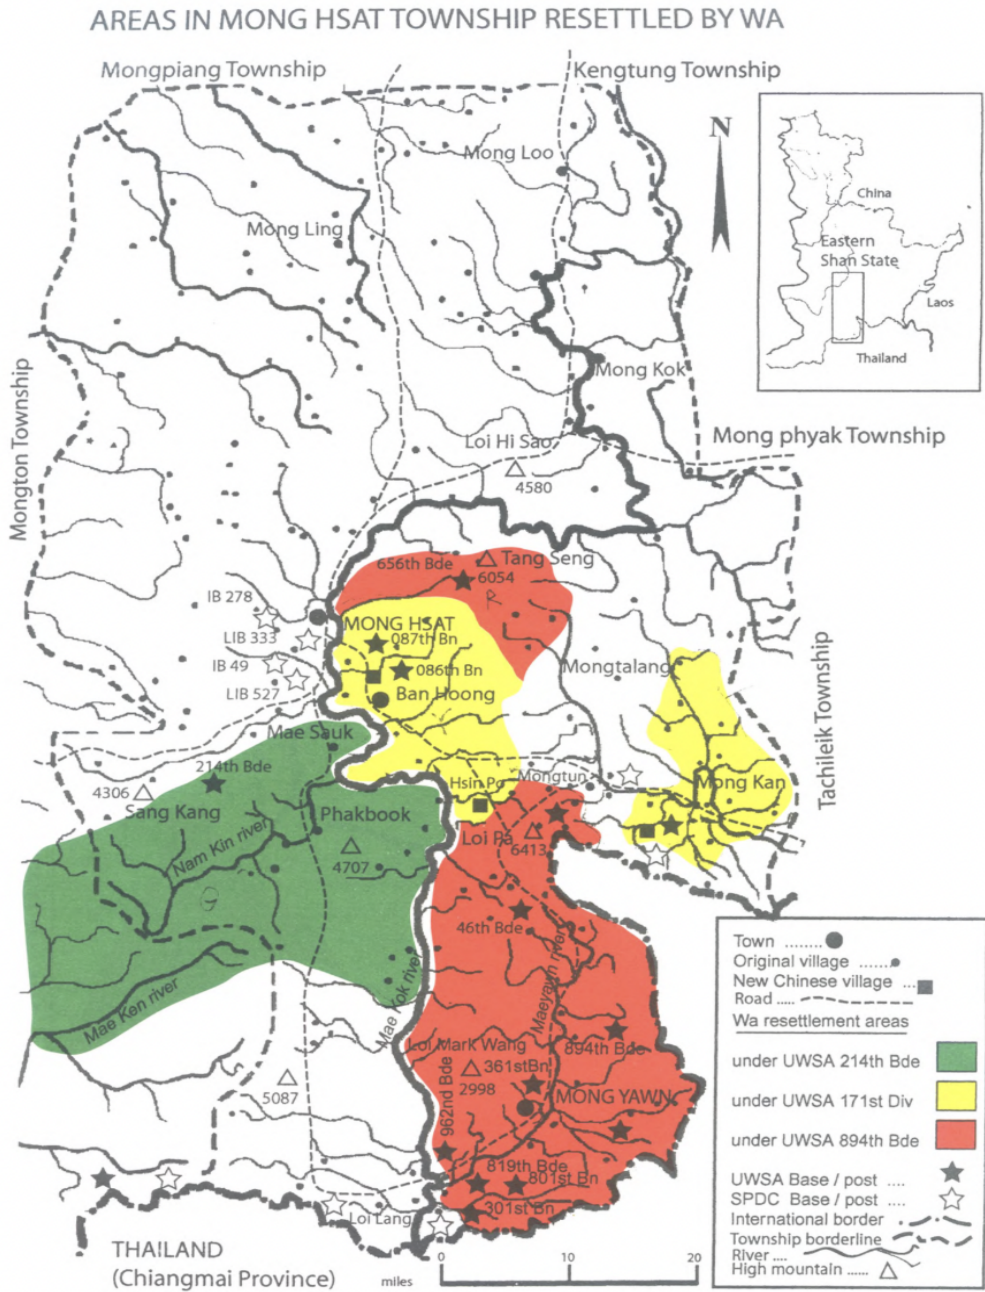 AREAS IN MONG HSAT TOWNSHIP RESETTLED BY WA
Mongpiang Township
Kengtung Township
N
Mong Loo
China
Mong Ling
Eastern
Shan State
Laos
Thailand
Mong Kok
Mongton Township
Loi Hi Sao
4580
Mong phyak Township
656th Bde
Tang Seng
6054
R
IB 278
LIB 333
IB 49
LIB 527
MONG HSAT
087th Bn
086th Bn
Ban Hoong
Mongtalang
Tachileik Township
Mae Sauk
214th Bde
4306
Sang Kang
Phakbook
4707
Nam Kin river
G
Hsin Po
Mongtun
Mong Kan
Loi Pa
6413
46th Bde
Maeyawn river
Mae Ken river
Mae Kok river
Loi Mark Wang
2998
361stBn
894th Bde
962nd Bde
MONG YAWN
5087
819th Bde
801st Bn
301st Bn
Loi Lang
THAILAND
(Chiangmai Province)
miles
0 10 20
Town ........
Original village .......
New Chinese village ...
Road ....
Wa resettlement areas
under UWSA 214th Bde
under UWSA 171st Div
under UWSA 894th Bde
UWSA Base / post ....
SPDC Base / post ....
International border
Township borderline
River ....
High mountain ......